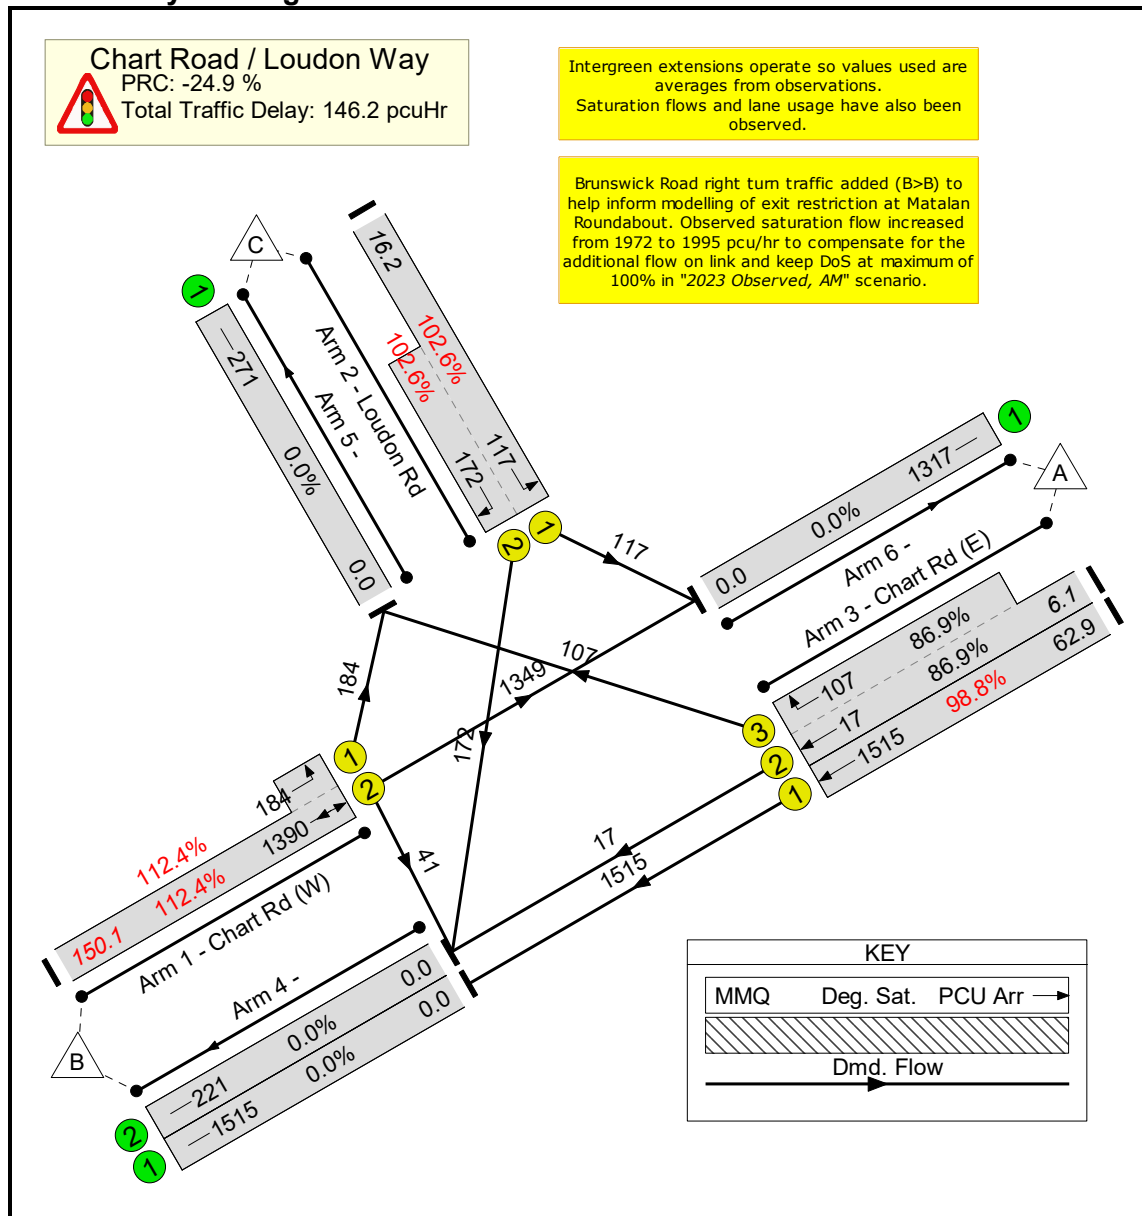 Chart Road / Loudon Way
PRC: -24.9 %
Total Traffic Delay: 146.2 pcuHr
Intergreen extensions operate so values used are
averages from observations.
Saturation flows and lane usage have also been
observed.
Brunswick Road right turn traffic added (B>B) to
help inform modelling of exit restriction at Matalan
Roundabout. Observed saturation flow increased
from 1972 to 1995 pcu/hr to compensate for the
additional flow on link and keep DoS at maximum of
100% in "2023 Observed, AM" scenario.
C
1
271
0.0%
0.0
Arm 5 -
Arm 2 - Loudon Rd
16.2
102.6%
102.6%
172
117
2
1
117
1
A
1317
0.0%
0.0
Arm 6 -
Arm 3 - Chart Rd (E)
86.9%
107
6.1
86.9%
17
62.9
98.8%
1515
3
2
1
107
1349
172
184
41
17
1515
1
2
184
1390
112.4%
112.4%
150.1
Arm 1 - Chart Rd (W)
Arm 4 -
B
0.0
0.0%
221
0.0
0.0%
1515
2
1
KEY
MMQ Deg. Sat. PCU Arr
Dmd. Flow